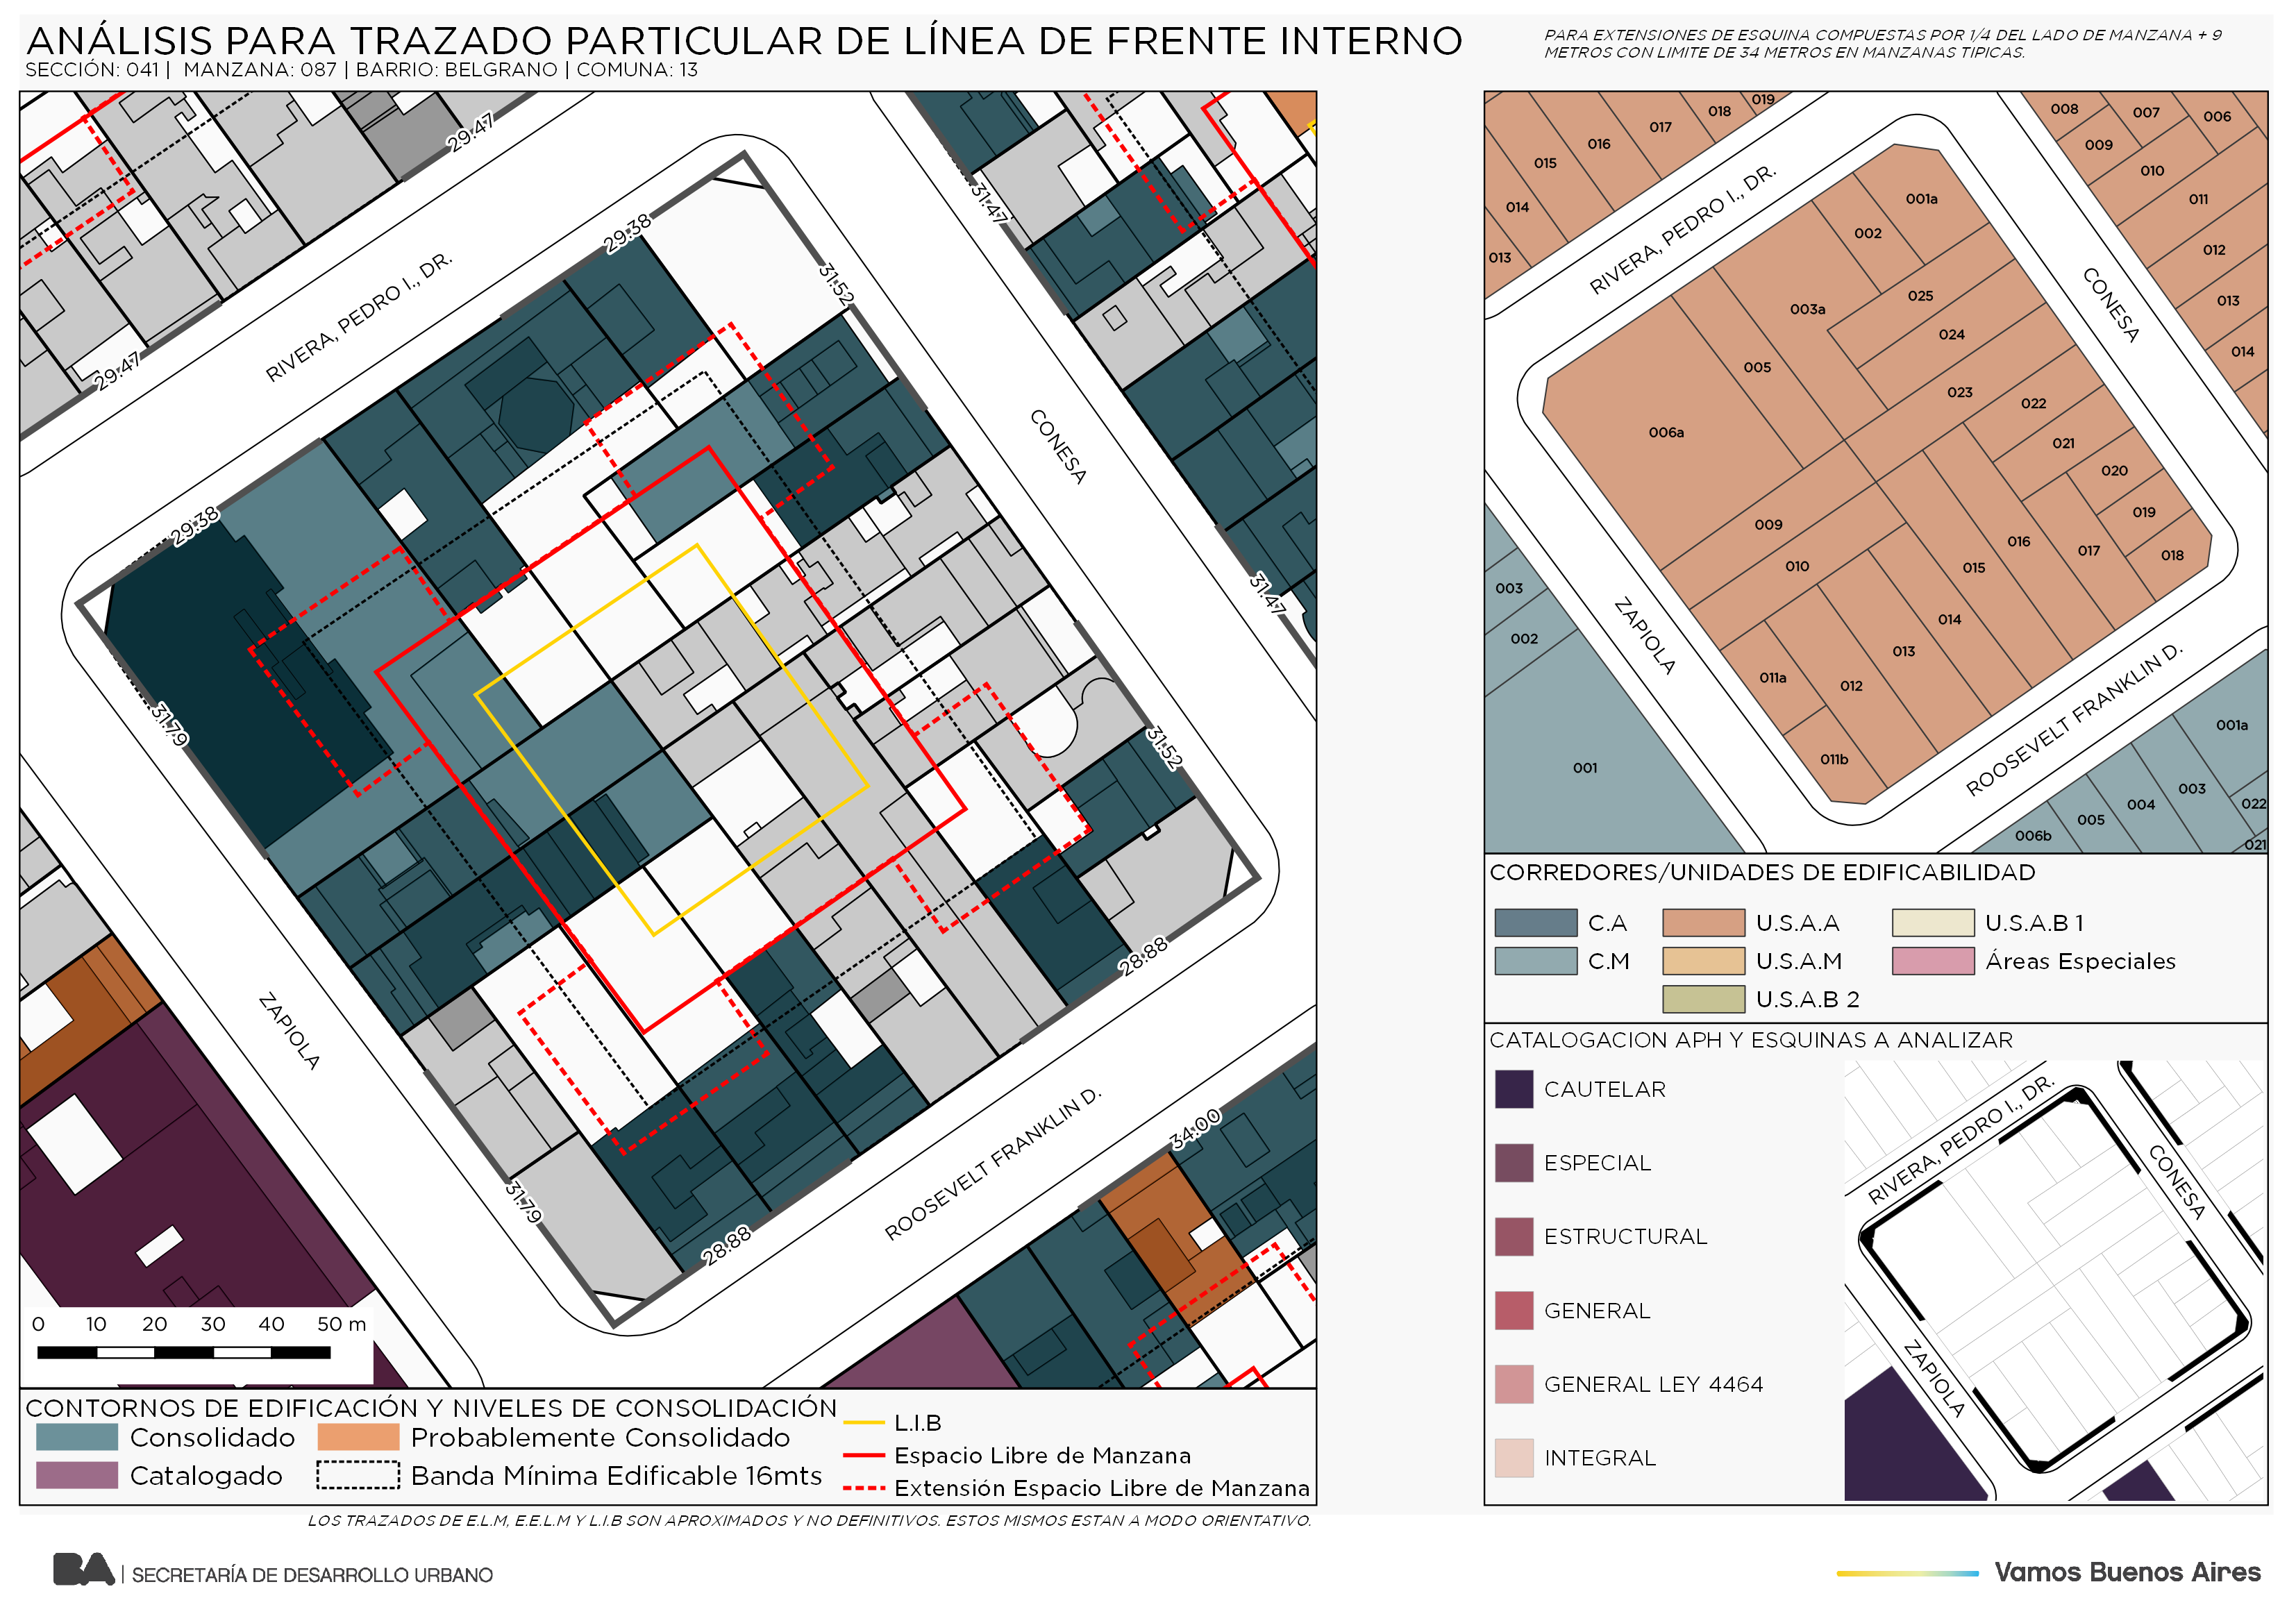 ANÁLISIS PARA TRAZADO PARTICULAR DE LÍNEA DE FRENTE INTERNO
SECCIÓN: 041 | MANZANA: 087 | BARRIO: BELGRANO | COMUNA: 13
PARA EXTENSIONES DE ESQUINA COMPUESTAS POR 1/4 DEL LADO DE MANZANA + 9
METROS CON LIMITE DE 34 METROS EN MANZANAS TIPICAS.
29.47
29.47
31.47
31.47
RIVERA, PEDRO I., DR.
29.38
29.38
31.52
31.52
CONESA
31.79
31.79
ZAPIOLA
28.88
28.88
ROOSEVELT FRANKLIN D.
34.00
0 10 20 30 40 50 m
CONTORNOS DE EDIFICACIÓN Y NIVELES DE CONSOLIDACIÓN
Consolidado
Probablemente Consolidado
Catalogado
Banda Mínima Edificable 16mts
L.I.B
Espacio Libre de Manzana
Extensión Espacio Libre de Manzana
LOS TRAZADOS DE E.L.M, E.E.L.M Y L.I.B SON APROXIMADOS Y NO DEFINITIVOS. ESTOS MISMOS ESTAN A MODO ORIENTATIVO.
019
018
017
016
015
014
013
008
007
006
009
010
011
012
013
014
RIVERA, PEDRO I., DR.
CONESA
ZAPIOLA
ROOSEVELT FRANKLIN D.
001a
002
003a
025
024
005
023
022
006a
021
020
019
018
009
010
016
017
015
014
013
011a
012
011b
003
002
001
001a
003
004
022
005
006b
021
CORREDORES/UNIDADES DE EDIFICABILIDAD
C.A
U.S.A.A
U.S.A.B 1
C.M
U.S.A.M
Áreas Especiales
U.S.A.B 2
CATALOGACION APH Y ESQUINAS A ANALIZAR
CAUTELAR
ESPECIAL
ESTRUCTURAL
GENERAL
GENERAL LEY 4464
INTEGRAL
RIVERA, PEDRO I., DR.
CONESA
ZAPIOLA
BA | SECRETARÍA DE DESARROLLO URBANO
Vamos Buenos Aires